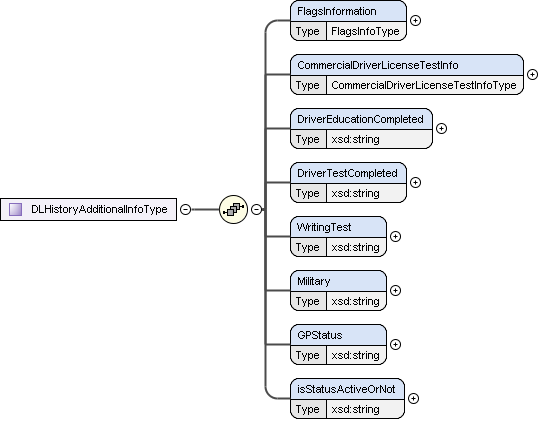 FlagsInformation
Type FlagsInfoType
CommercialDriverLicenseTestInfo
Type CommercialDriverLicenseTestInfoType
DriverEducationCompleted
Type xsd:string
DriverTestCompleted
Type xsd:string
DLHistoryAdditionalInfoType
WritingTest
Type xsd:string
Military
Type xsd:string
GPStatus
Type xsd:string
isStatusActiveOrNot
Type xsd:string